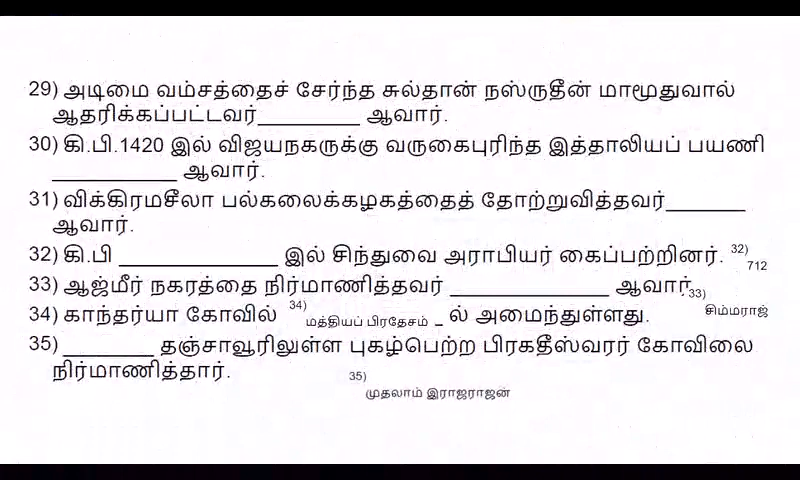 29) அடிமை வம்சத்தைச் சேர்ந்த சுல்தான் நஸ்ருதீன் மாமூதுவால்
ஆதரிக்கப்பட்டவர்_________ ஆவார்.
30) கி.பி.1420 இல் விஜயநகருக்கு வருகைபுரிந்த இத்தாலியப் பயணி
___________ ஆவார்.
31) விக்கிரமசீலா பல்கலைக்கழகத்தைத் தோற்றுவித்தவர்_______
ஆவார்.
32) கி.பி ______________ இல் சிந்துவை அராபியர் கைப்பற்றினர். 32)
712
33) ஆஜ்மீர் நகரத்தை நிர்மாணித்தவர் ______________ ஆவார். 33)
சிம்மராஜ்
34) காந்தர்யா கோவில் 34) மத்தியப் பிரதேசம் _ ல் அமைந்துள்ளது.
35) ________ தஞ்சாவூரிலுள்ள புகழ்பெற்ற பிரகதீஸ்வரர் கோவிலை
நிர்மாணித்தார்.
35)
முதலாம் இராஜராஜன்